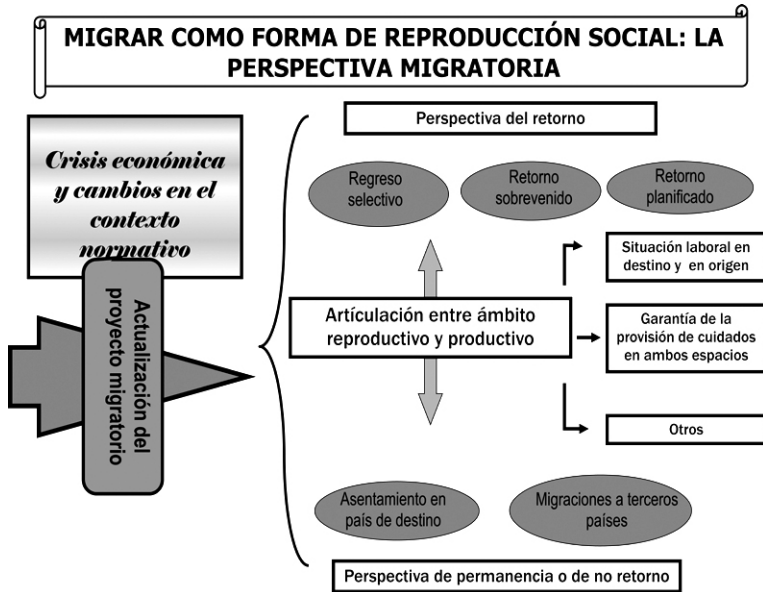 MIGRAR COMO FORMA DE REPRODUCCIÓN SOCIAL: LA
PERSPECTIVA MIGRATORIA
Crisis económica
y cambios en el
contexto
normativo
Actualización del
proyecto migratorio
Perspectiva del retorno
Regreso
selectivo
Retorno
sobrevenido
Retorno
planificado
Artículación entre ámbito
reproductivo y productivo
Situación laboral en
destino y en origen
Garantía de la
provisión de cuidados
en ambos espacios
Otros
Asentamiento en
país de destino
Migraciones a terceros
países
Perspectiva de permanencia o de no retorno